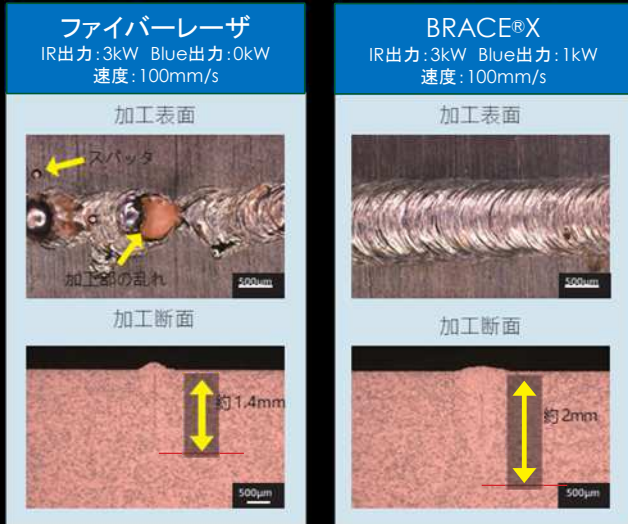 ファイバーレーザ
IR出力:3kW Blue出力:0kW
速度:100mm/s
加工表面
スパッタ
加工部の乱れ
500μm
加工断面
約1.4mm
500μm
BRACE®X
IR出力:3kW Blue出力:1kW
速度:100mm/s
加工表面
500μm
加工断面
約2mm
500μm